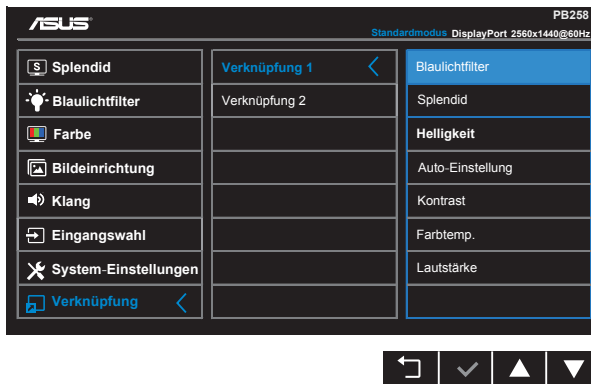 ASUS
PB258
Standardmodus DisplayPort 2560x1440@60Hz
S Splendid
Blaulichtfilter
Farbe
Bildeinrichtung
Klang
Eingangswahl
System-Einstellungen
Verknüpfung
Verknüpfung 1
Verknüpfung 2
Blaulichtfilter
Splendid
Helligkeit
Auto-Einstellung
Kontrast
Farbtemp.
Lautstärke